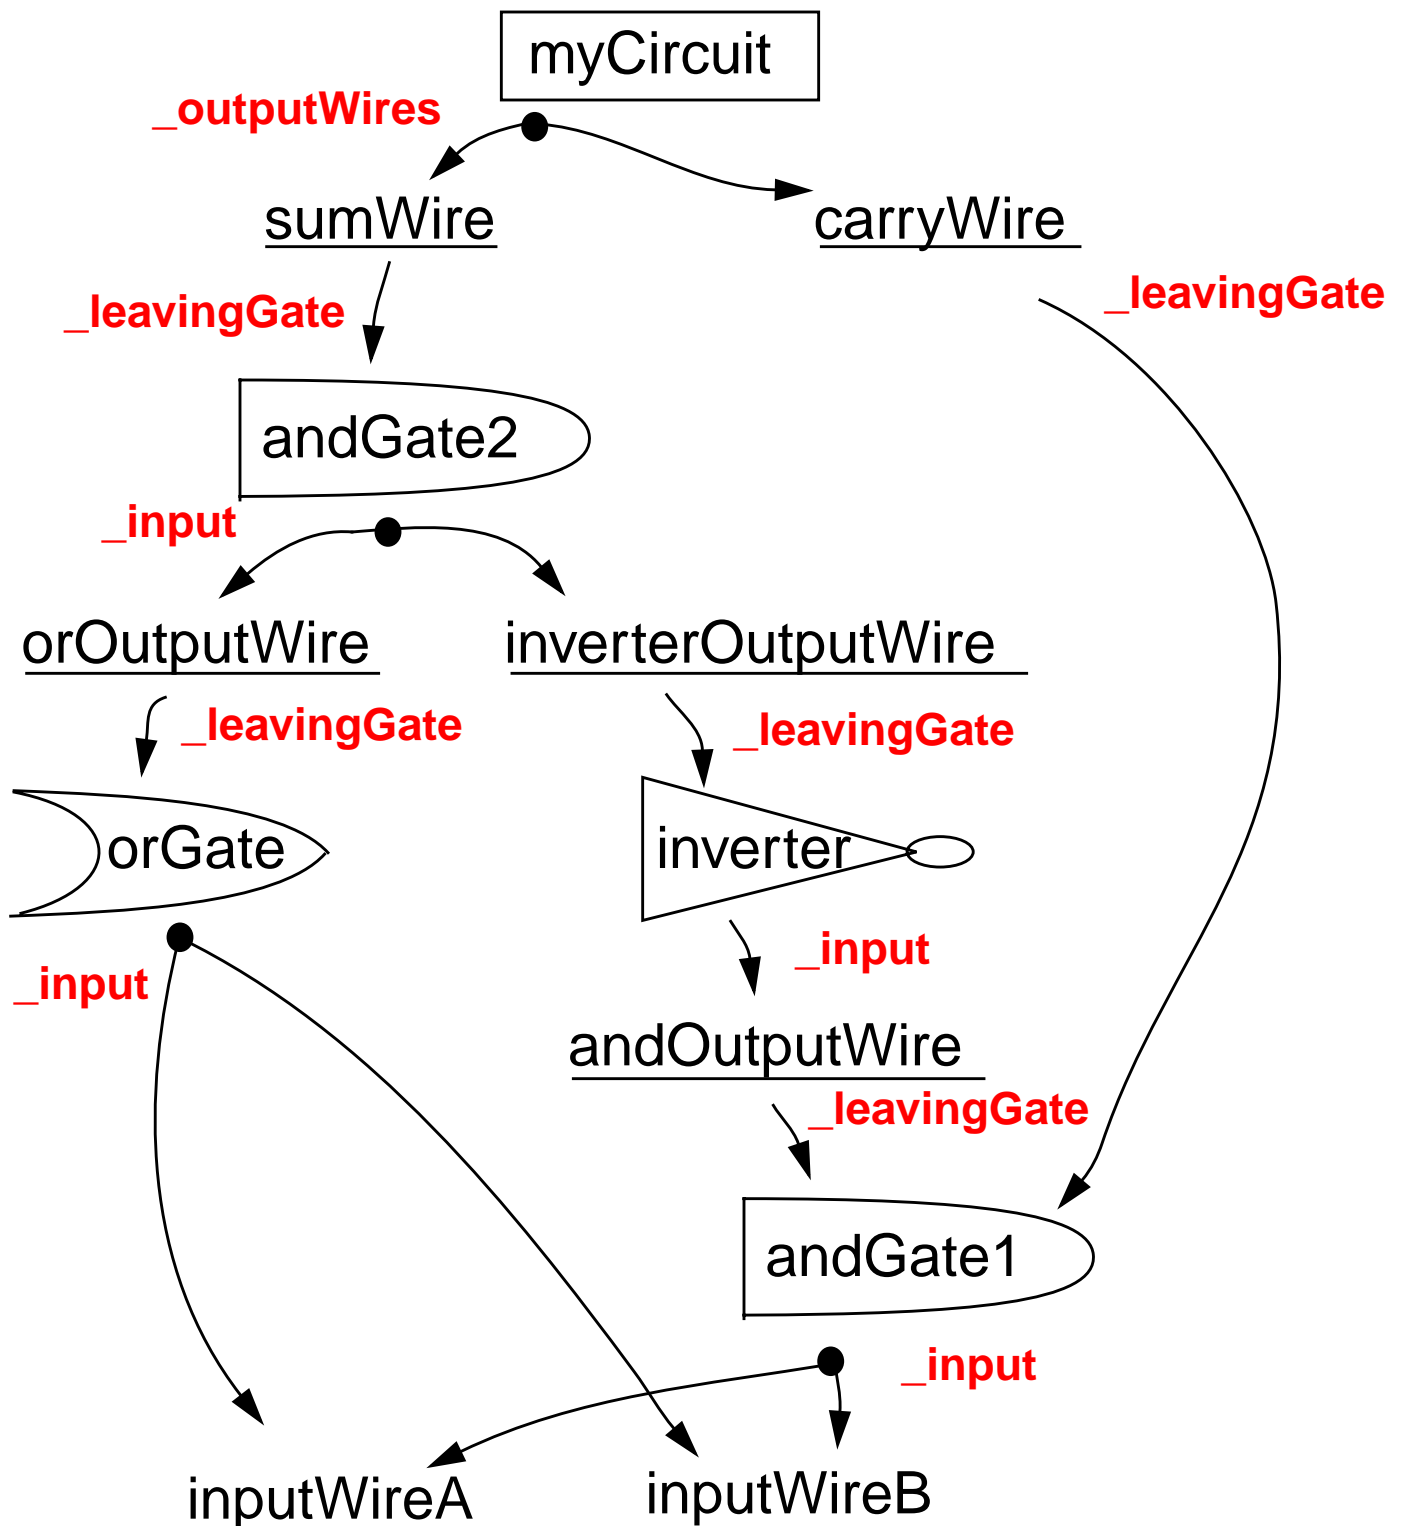 myCircuit
_outputWires
sumWire
carryWire
_leavingGate
_leavingGate
andGate2
_input
orOutputWire
inverterOutputWire
_leavingGate
_leavingGate
orGate
inverter
_input
_input
andOutputWire
_leavingGate
andGate1
_input
inputWireA
inputWireB